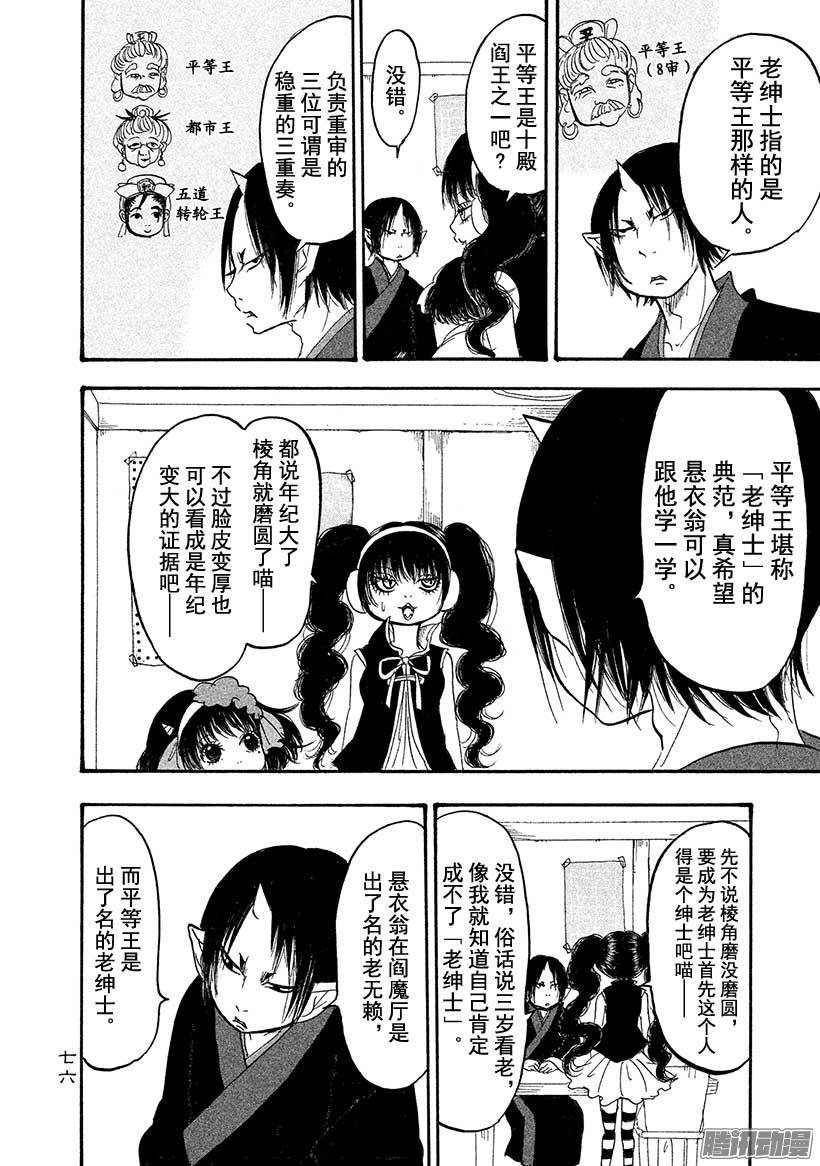 老绅士指的是
平等王那样的人。
平等王
（8审）
平等王是十殿
阎王之一吧？
没错。
负责重审的
三位可谓是
稳重的三重奏。
平等王
都市王
五道
转轮王
平等王堪称
「老绅士」的
典范，真希望
悬衣翁可以
跟他学一学。
都说年纪大了
棱角就磨圆了喵——
不过脸皮变厚也
可以看成是年纪
变大的证据吧——
先不说棱角磨没磨圆，
要成为老绅士首先这个人
得是个绅士吧喵——
没错，俗话说三岁看老，
像我就知道自己肯定
成不了「老绅士」。
悬衣翁在阎魔厅是
出了名的老无赖，
而平等王是
出了名的老绅士。
七六
腾讯动漫